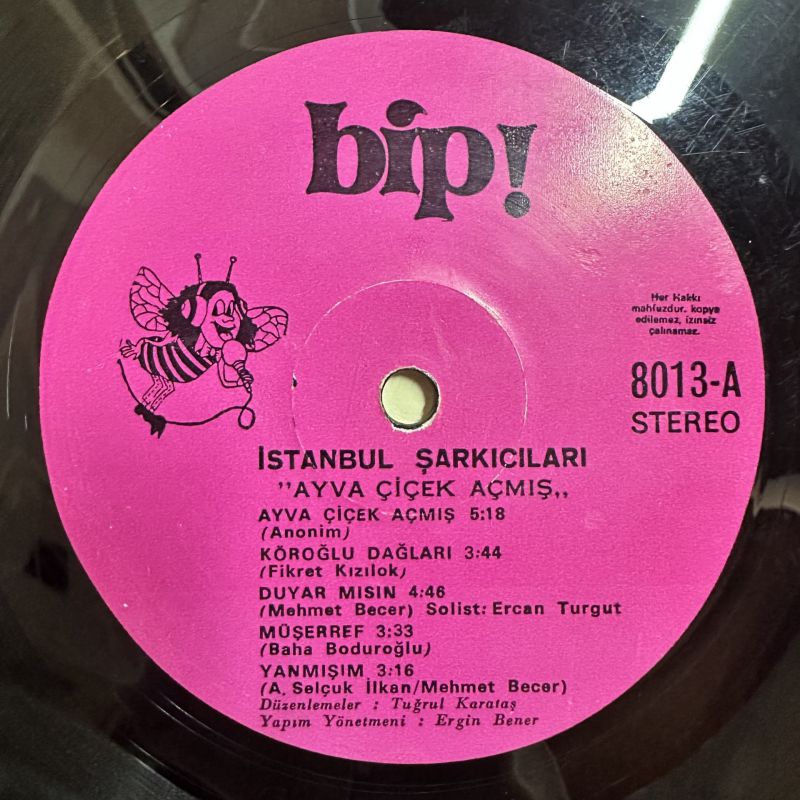 bip!
Her Hakkı
mahfuzdur. kopya
edilemez, izinsiz
çalınamaz.
8013-A
STEREO
İSTANBUL ŞARKICILARI
"AYVA ÇİÇEK AÇMIŞ„
AYVA ÇİÇEK AÇMIŞ 5:18
(Anonim)
KÖROĞLU DAĞLARI 3:44
(Fikret Kızılok)
DUYAR MISIN 4:46
(Mehmet Becer) Solist: Ercan Turgut
MÜŞERREF 3:33
(Baha Boduroğlu)
YANMIŞIM 3:16
(A. Selçuk İlkan/Mehmet Becer)
Düzenlemeler : Tuğrul Karataş
Yapım Yönetmeni : Ergin Bener